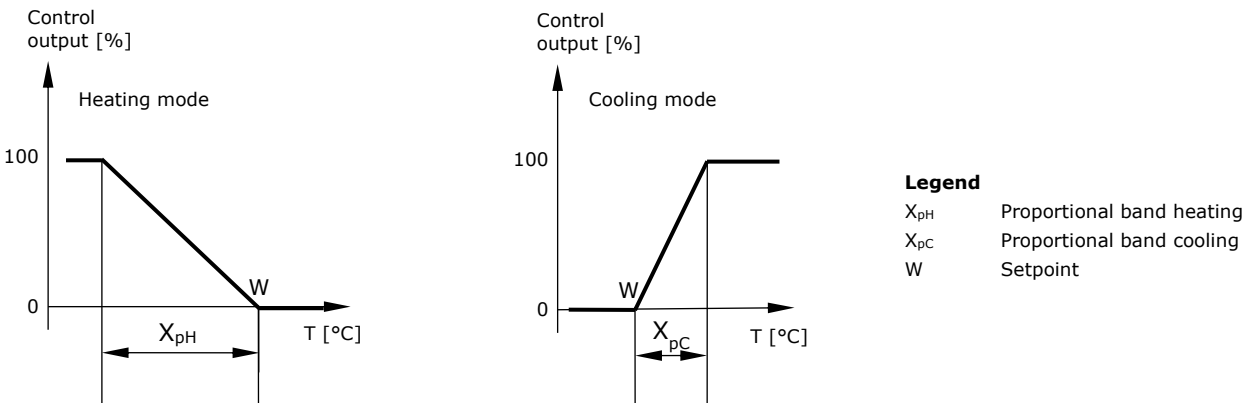 Control
output [%]
Heating mode
100
W
0
XpH
T [°C]
Control
output [%]
Cooling mode
100
W
0
XpC
T [°C]
Legend
XpH Proportional band heating
XpC Proportional band cooling
W Setpoint